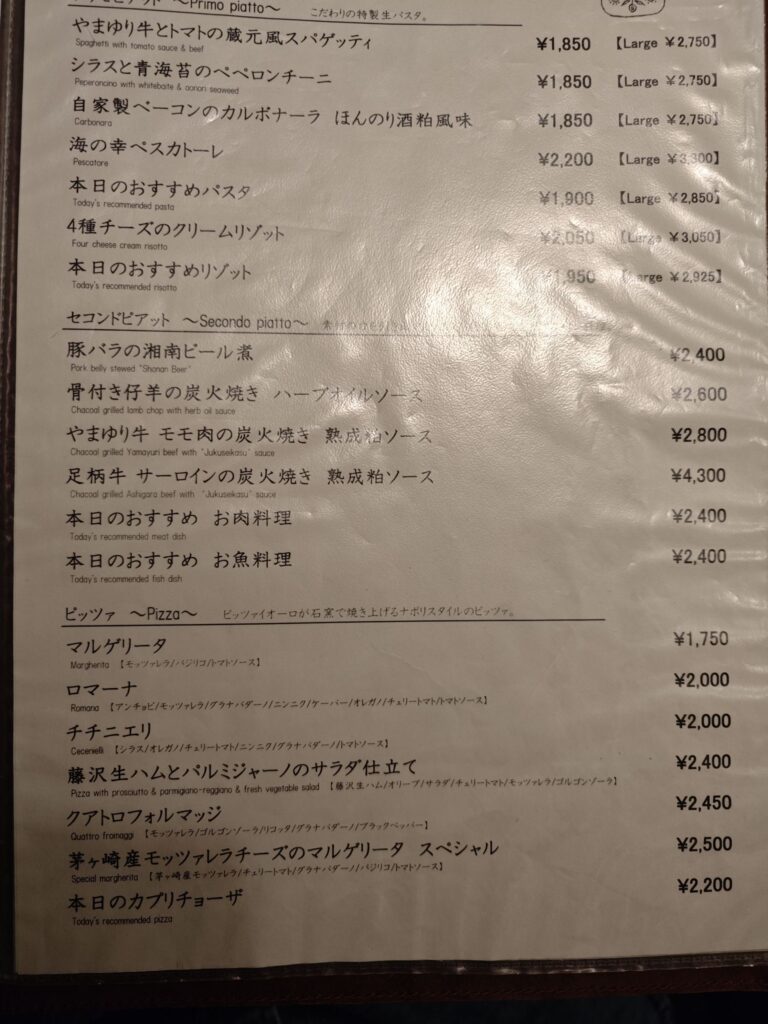 ~Primo piatto~ こだわりの特製生パスタ。
やまゆり牛とトマトの蔵元風スパゲッティ ¥1,850 【Large ¥2,750】
Spaghetti with tomato sauce & beef
シラスと青海苔のペペロンチーニ ¥1,850 【Large ¥2,750】
Peperoncino with whitebaite & aonori seaweed
自家製ベーコンのカルボナーラ ほんのり酒粕風味 ¥1,850 【Large ¥2,750】
Carbonara
海の幸ペスカトーレ ¥2,200 【Large ¥3,300】
Pescatore
本日のおすすめパスタ ¥1,900 【Large ¥2,850】
Today's recommended pasta
4種チーズのクリームリゾット ¥2,050 【Large ¥3,050】
Four cheese cream risotto
本日のおすすめリゾット ¥1,950 【Large ¥2,925】
Today's recommended risotto
セコンドピアット ~Secondo piatto~
豚バラの湘南ビール煮 ¥2,400
Pork belly stewed "Shonan Beer"
骨付き仔羊の炭火焼き ハーブオイルソース ¥2,600
Chacoal grilled lamb chop with herb oil sauce
やまゆり牛 モモ肉の炭火焼き 熟成粕ソース ¥2,800
Chacoal grilled Yamayuri beef with "Jukuseikasu" sauce
足柄牛 サーロインの炭火焼き 熟成粕ソース ¥4,300
Chacoal grilled Ashigara beef with "Jukuseikasu" sauce
本日のおすすめ お肉料理 ¥2,400
Today's recommended meat dish
本日のおすすめ お魚料理 ¥2,400
Today's recommended fish dish
ピッツァ ~Pizza~ ピッツァイオーロが石窯で焼き上げるナポリスタイルのピッツァ。
マルゲリータ ¥1,750
Margherita 【モッツァレラ/バジリコ/トマトソース】
ロマーナ ¥2,000
Romana 【アンチョビ/モッツァレラ/グラナパダーノ/ニンニク/ケーパー/オレガノ/チェリートマト/トマトソース】
チチニエリ ¥2,000
Cecenielli 【シラス/オレガノ/チェリートマト/ニンニク/グラナパダーノ/トマトソース】
藤沢生ハムとパルミジャーノのサラダ仕立て ¥2,400
Pizza with prosciutto & parmigiano-reggiano & fresh vegetable salad 【藤沢生ハム/オリーブ/サラダ/チェリートマト/モッツァレラ/ゴルゴンゾーラ】
クアトロフォルマッジ ¥2,450
Quattro fromaggi 【モッツァレラ/ゴルゴンゾーラ/リコッタ/グラナパダーノ/ブラックペッパー】
茅ヶ崎産モッツァレラチーズのマルゲリータ スペシャル ¥2,500
Special margherita 【茅ヶ崎産モッツァレラ/チェリートマト/グラナパダーノ/バジリコ/トマトソース】
本日のカプリチョーザ ¥2,200
Today's recommended pizza